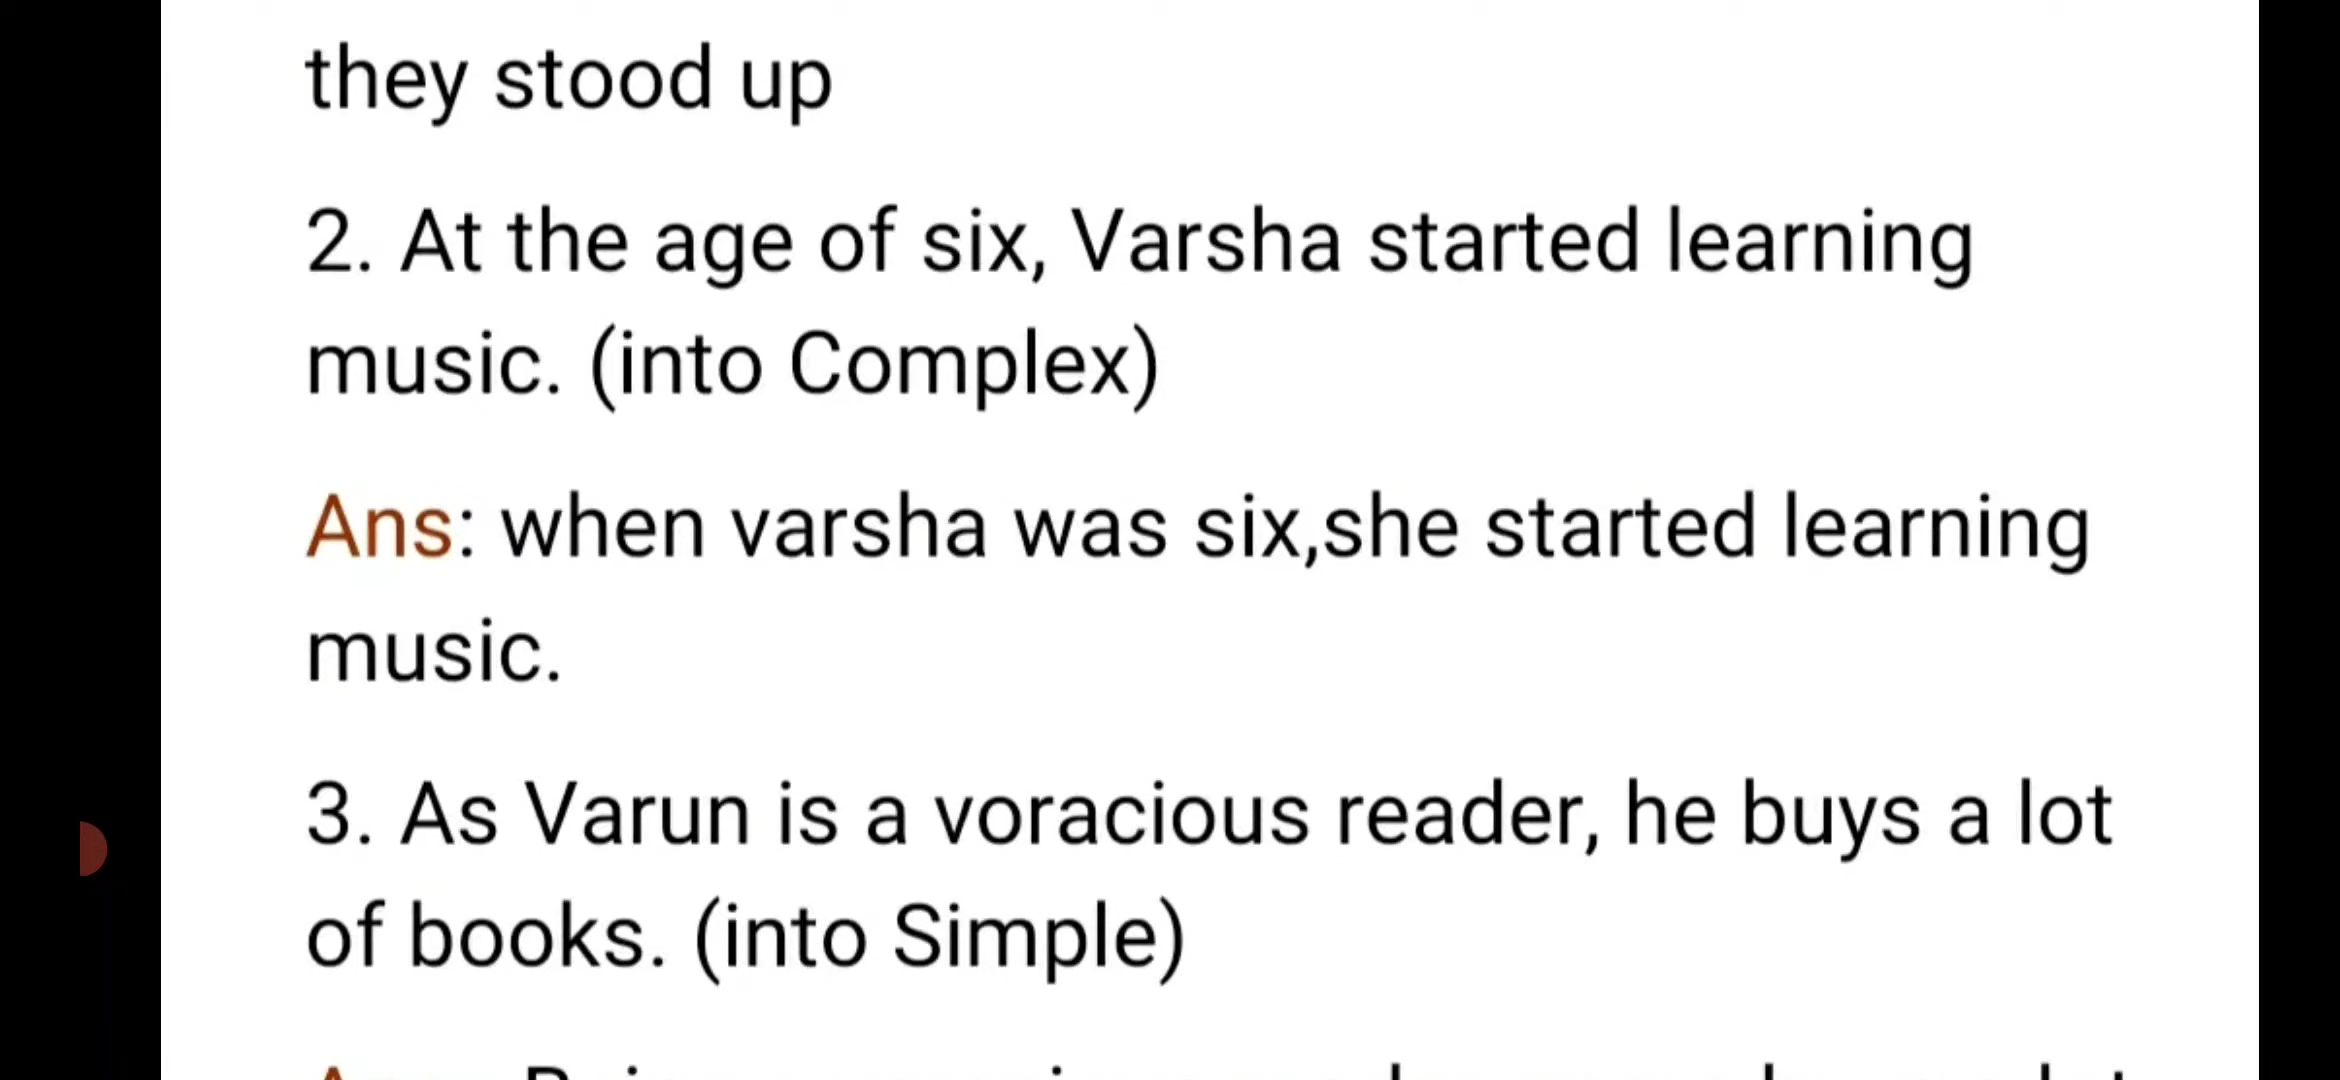 they stood up
2. At the age of six, Varsha started learning
music. (into Complex)
Ans: when varsha was six,she started learning
music.
3. As Varun is a voracious reader, he buys a lot
of books. (into Simple)